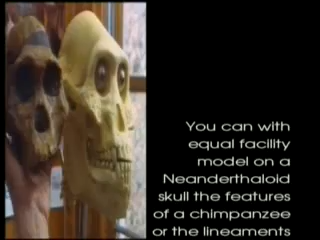 You can with
equal facility
model on a
Neanderthaloid
skull the features
of a chimpanzee
or the lineaments